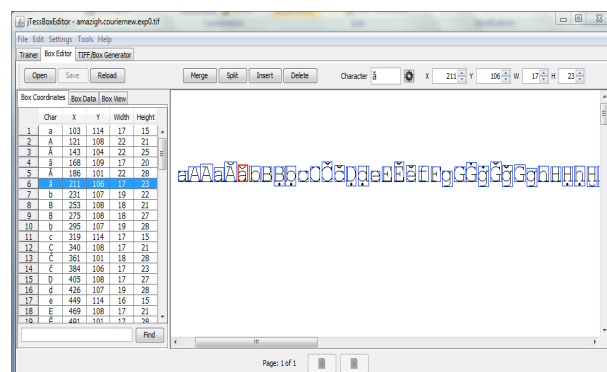 jTessBoxEditor - amazigh.couriernew.exp0.tif
File Edit Settings Tools Help
Trainer Box Editor TIFF/Box Generator
Open Save Reload Merge Split Insert Delete Character ǎ X 211 Y 106 W 17 H 23
Box Coordinates Box Data Box View
Char X Y Width Height
1 a 103 114 17 15
2 A 121 108 22 21
3 Ã 143 104 22 25
4 ã 168 109 17 20
5 Ǎ 186 101 22 28
6 ǎ 211 106 17 23
7 b 231 107 19 22
8 B 253 108 18 21
9 Ḅ 275 108 18 27
10 ḅ 295 107 19 28
11 c 319 114 17 15
12 C 340 108 17 21
13 Č 361 101 18 28
14 č 384 106 17 23
15 Ḍ 405 108 17 27
16 ḍ 426 107 19 28
17 e 449 114 16 15
18 E 469 108 17 21
19 Ě 491 101 17 28
Find
Page: 1 of 1